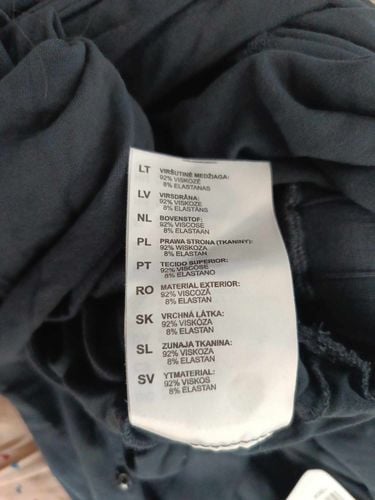 LT VIRŠUTINĖ MEDŽIAGA:
92% VISKOZĖ
8% ELASTANAS
LV VIRSDRĀNA:
92% VISKOZE
8% ELASTĀNS
NL BOVENSTOF:
92% VISCOSE
8% ELASTAAN
PL PRAWA STRONA (TKANINY):
92% WISKOZA
8% ELASTAN
PT TECIDO SUPERIOR:
92% VISCOSE
8% ELASTANO
RO MATERIAL EXTERIOR:
92% VISCOZĂ
8% ELASTAN
SK VRCHNÁ LÁTKA:
92% VISKÓZA
8% ELASTAN
SL ZUNAJA TKANINA:
92% VISKOZA
8% ELASTAN
SV YTMATERIAL:
92% VISKOS
8% ELASTAN